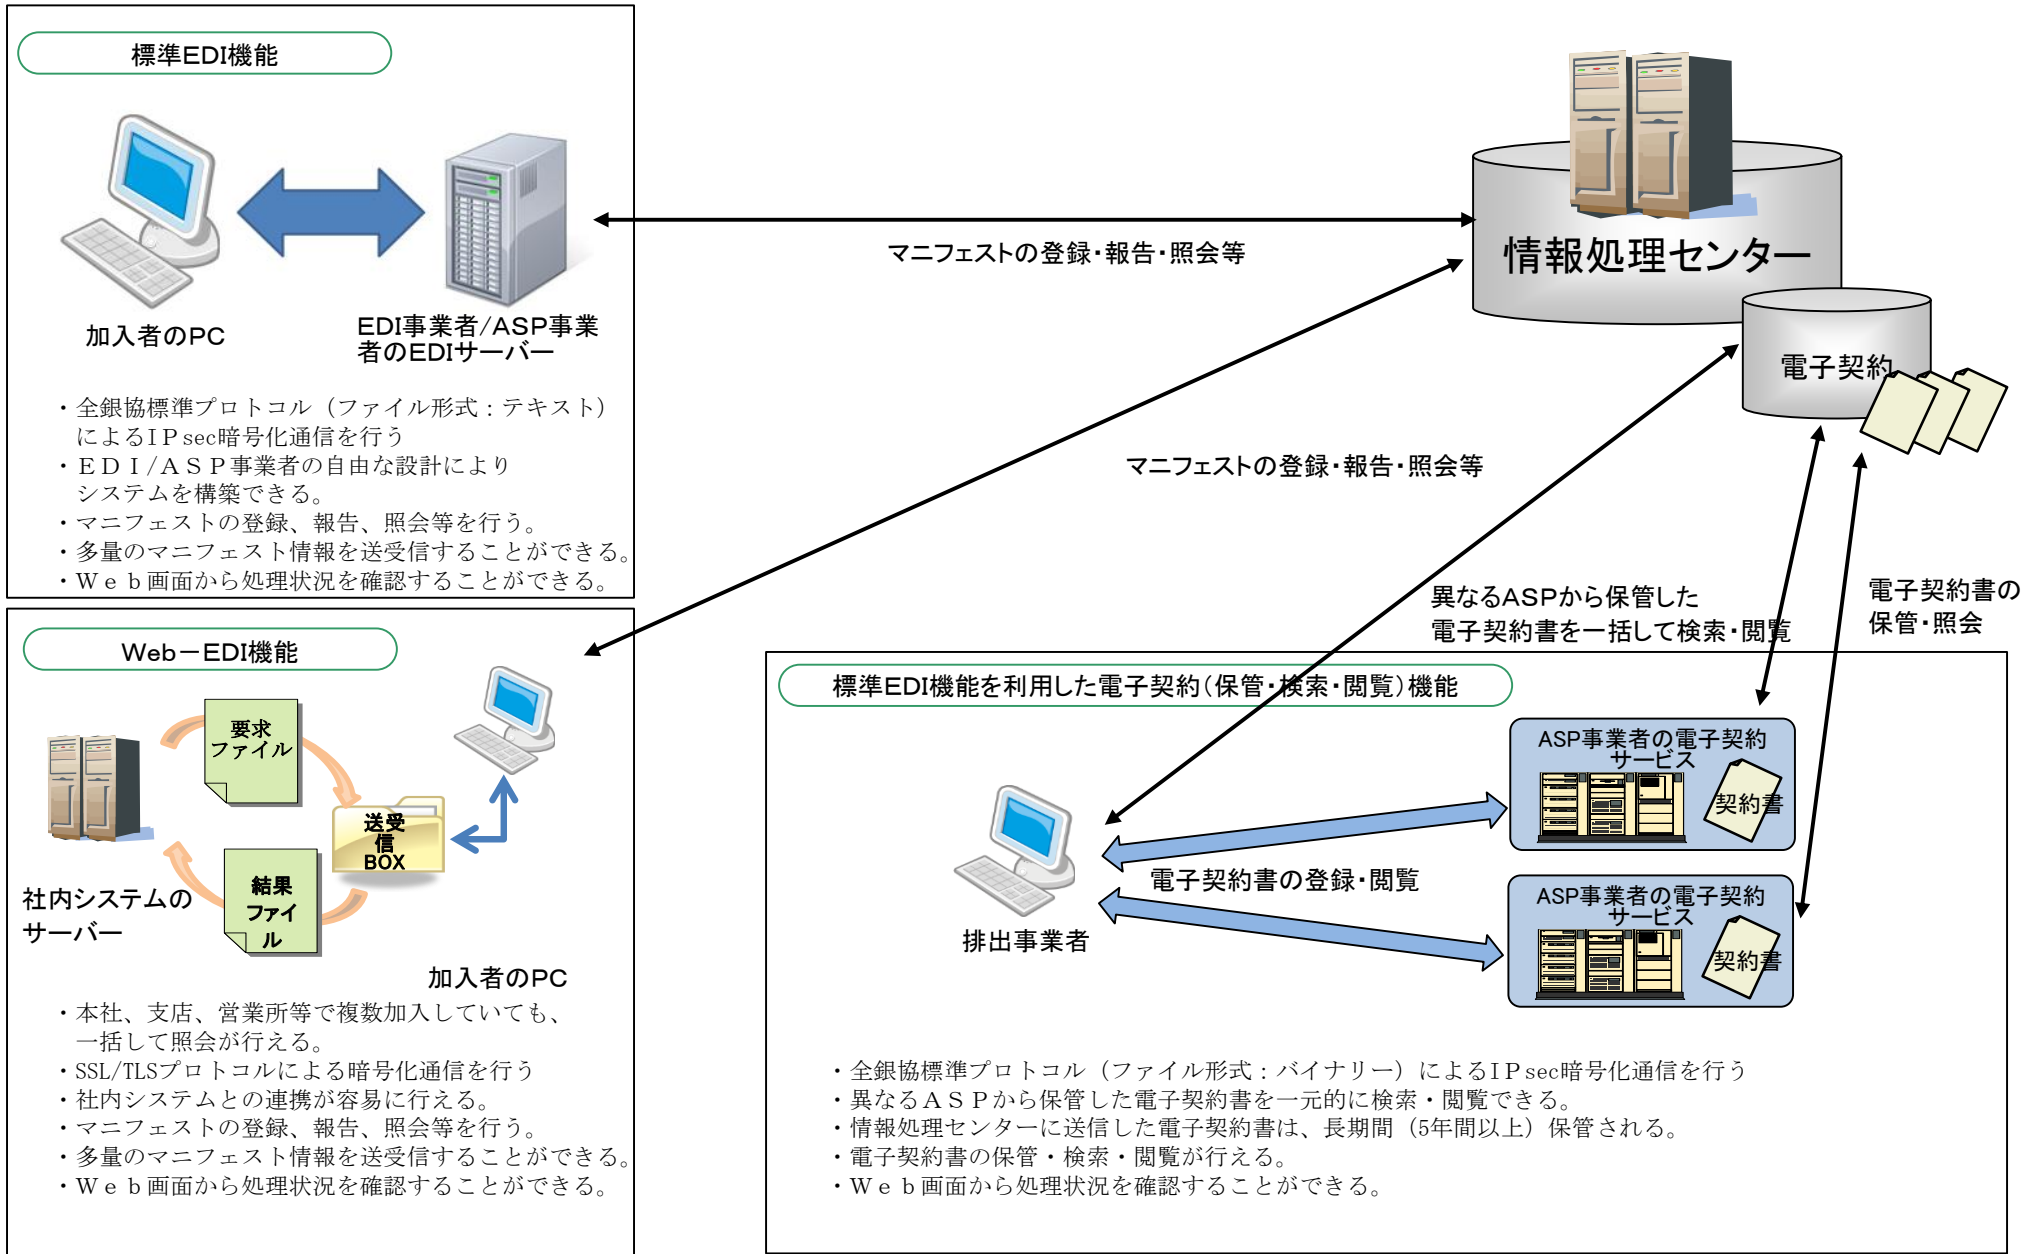 標準EDI機能
加入者のPC
EDI事業者/ASP事業
者のEDIサーバー
・全銀協標準プロトコル（ファイル形式：テキスト）
によるIＰsec暗号化通信を行う
・ＥＤＩ/ＡＳＰ事業者の自由な設計により
システムを構築できる。
・マニフェストの登録、報告、照会等を行う。
・多量のマニフェスト情報を送受信することができる。
・Ｗｅｂ画面から処理状況を確認することができる。
マニフェストの登録・報告・照会等
情報処理センター
電子契約
マニフェストの登録・報告・照会等
異なるASPから保管した
電子契約書を一括して検索・閲覧
電子契約書の
保管・照会
Web－EDI機能
要求
ファイル
送受
信
BOX
結果
ファイ
ル
社内システムの
サーバー
加入者のPC
・本社、支店、営業所等で複数加入していても、
一括して照会が行える。
・SSL/TLSプロトコルによる暗号化通信を行う
・社内システムとの連携が容易に行える。
・マニフェストの登録、報告、照会等を行う。
・多量のマニフェスト情報を送受信することができる。
・Ｗｅｂ画面から処理状況を確認することができる。
標準EDI機能を利用した電子契約（保管・検索・閲覧）機能
ASP事業者の電子契約
サービス
契約書
電子契約書の登録・閲覧
排出事業者
ASP事業者の電子契約
サービス
契約書
・全銀協標準プロトコル（ファイル形式：バイナリー）によるIＰsec暗号化通信を行う
・異なるＡＳＰから保管した電子契約書を一元的に検索・閲覧できる。
・情報処理センターに送信した電子契約書は、長期間（5年間以上）保管される。
・電子契約書の保管・検索・閲覧が行える。
・Ｗｅｂ画面から処理状況を確認することができる。